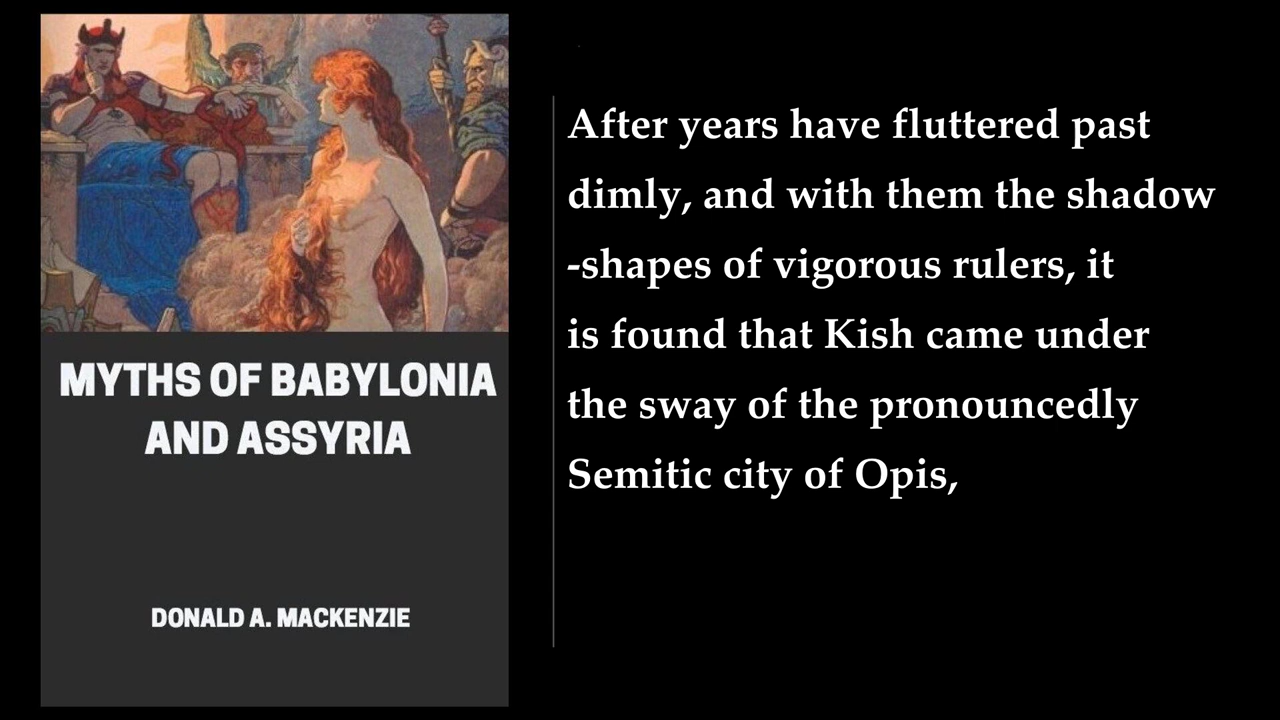 MYTHS OF BABYLONIA
AND ASSYRIA
DONALD A. MACKENZIE
After years have fluttered past
dimly, and with them the shadow
-shapes of vigorous rulers, it
is found that Kish came under
the sway of the pronouncedly
Semitic city of Opis,